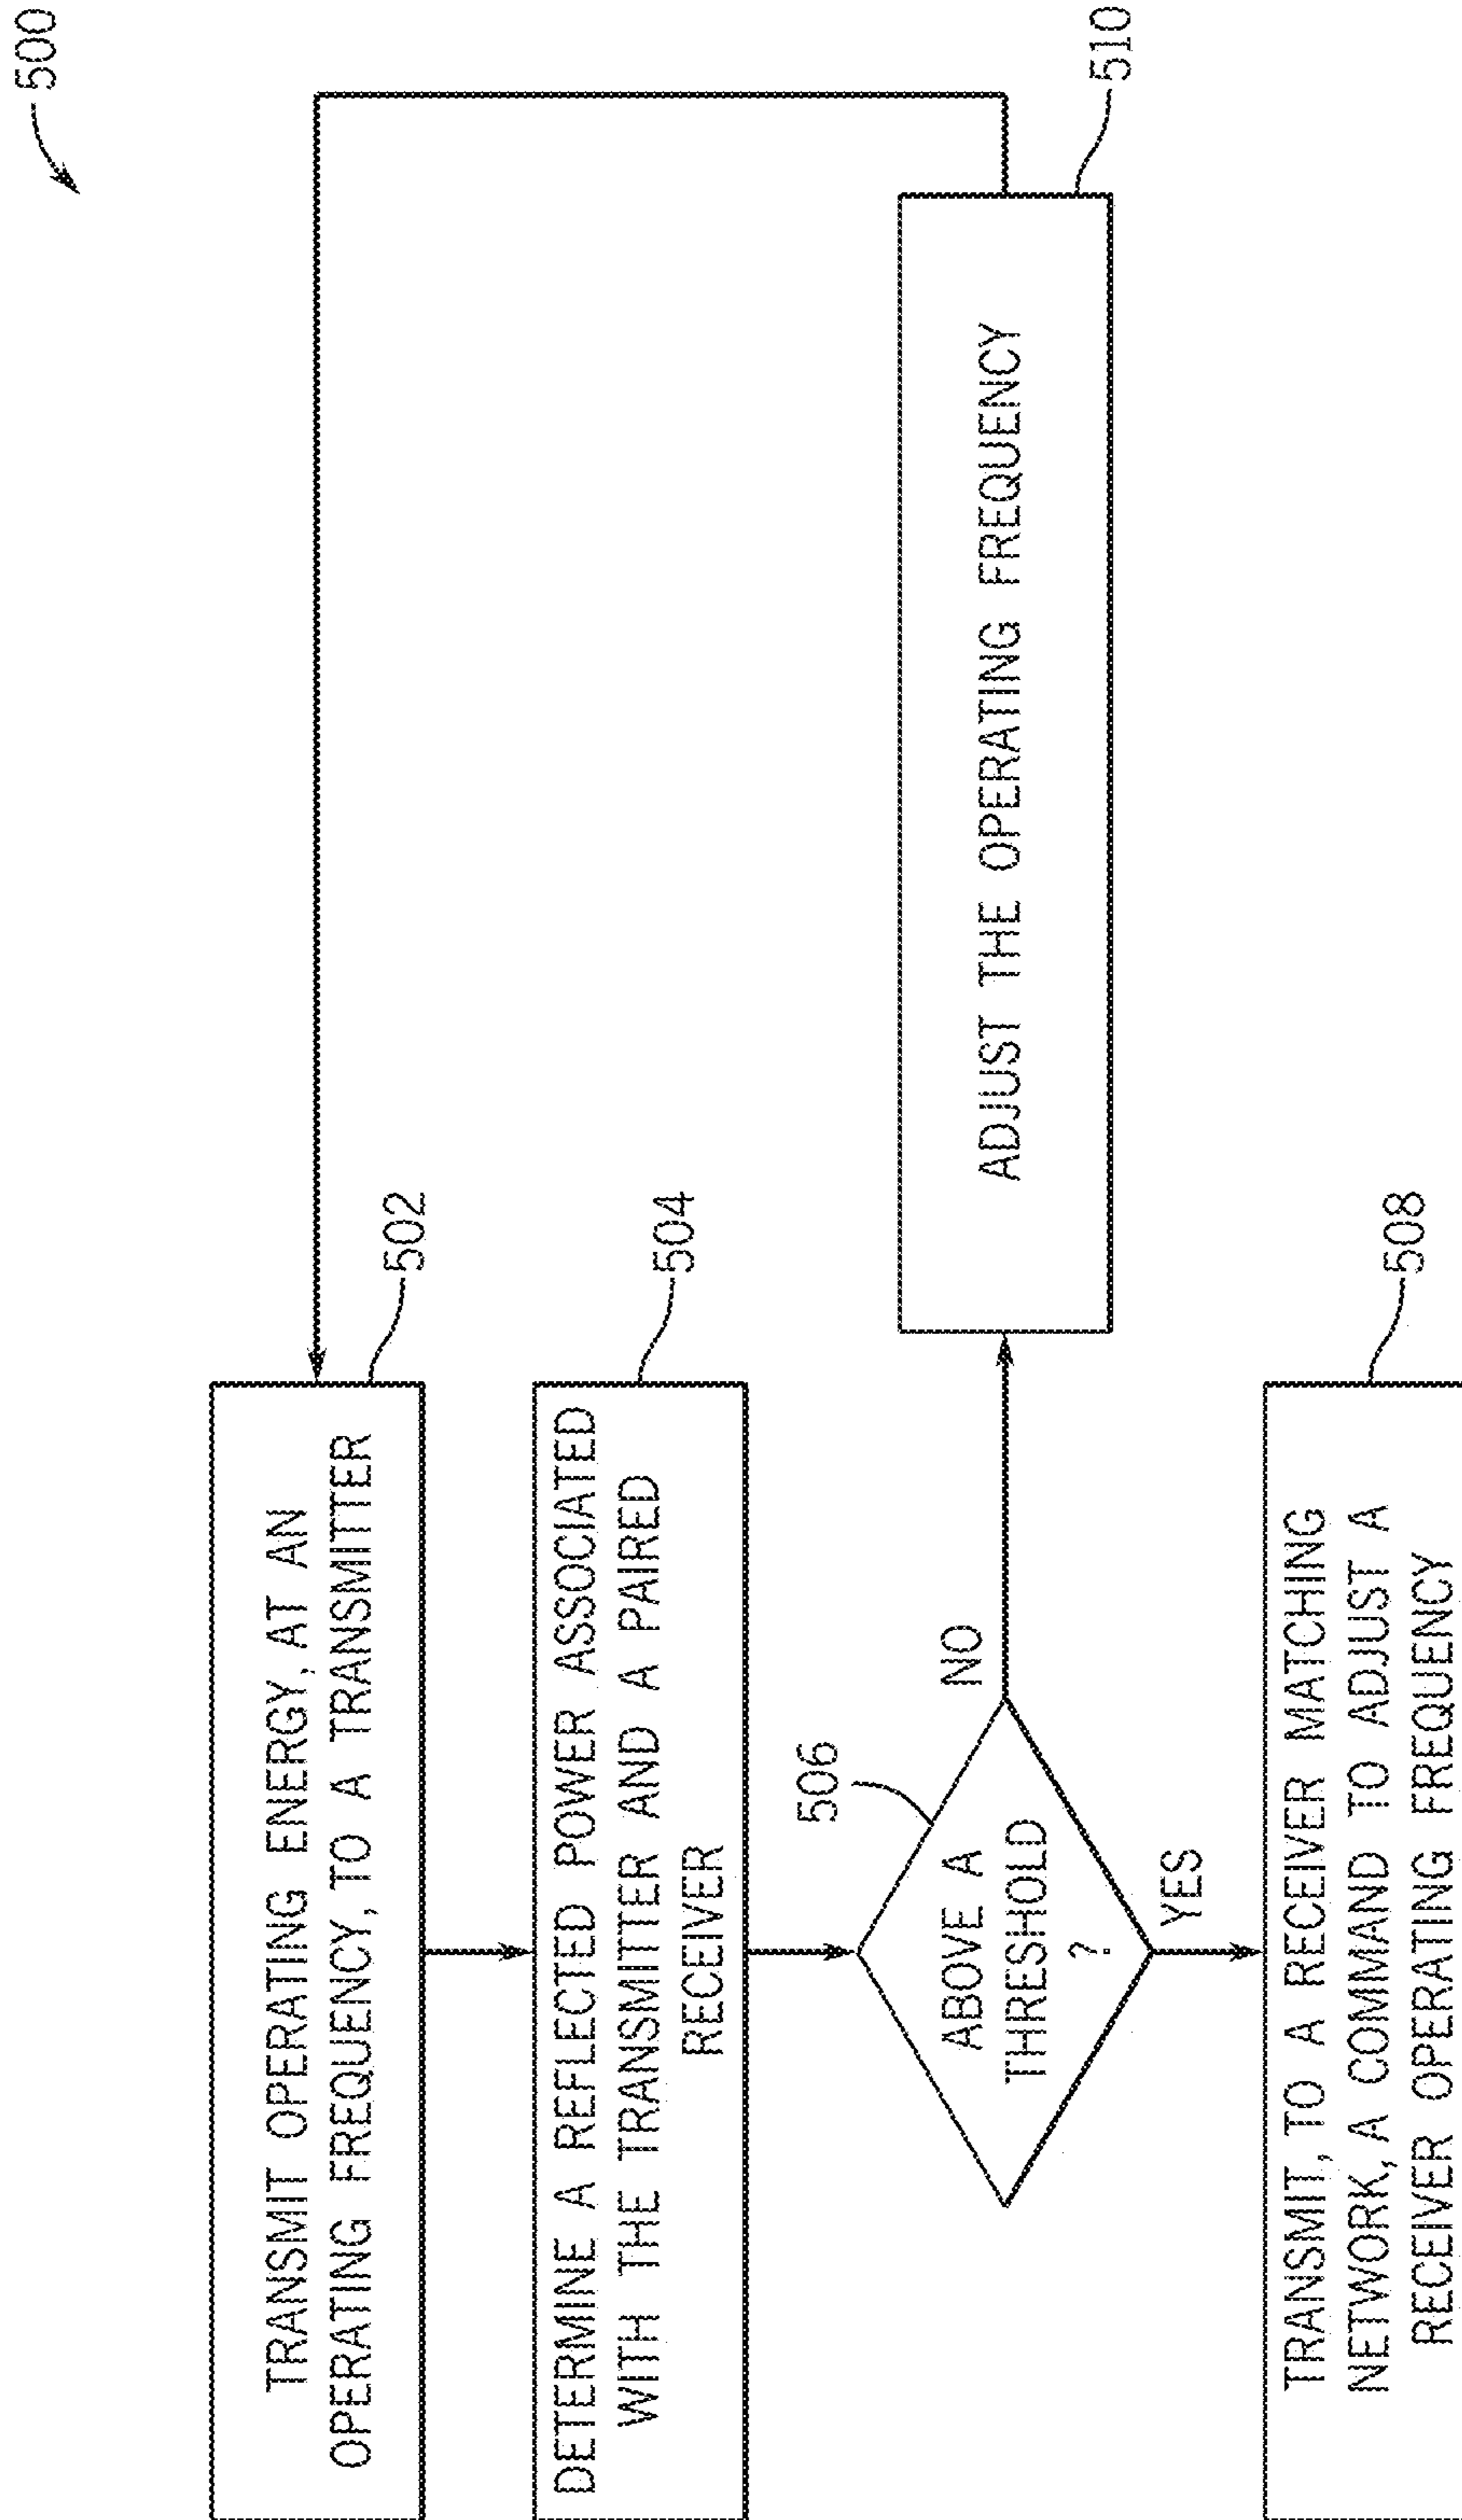 500
TRANSMIT OPERATING ENERGY, AT AN
OPERATING FREQUENCY, TO A TRANSMITTER
502
DETERMINE A REFLECTED POWER ASSOCIATED
WITH THE TRANSMITTER AND A PAIRED
RECEIVER
504
506
ABOVE A
THRESHOLD
?
NO
YES
ADJUST THE OPERATING FREQUENCY
510
TRANSMIT, TO A RECEIVER MATCHING
NETWORK, A COMMAND TO ADJUST A
RECEIVER OPERATING FREQUENCY
508